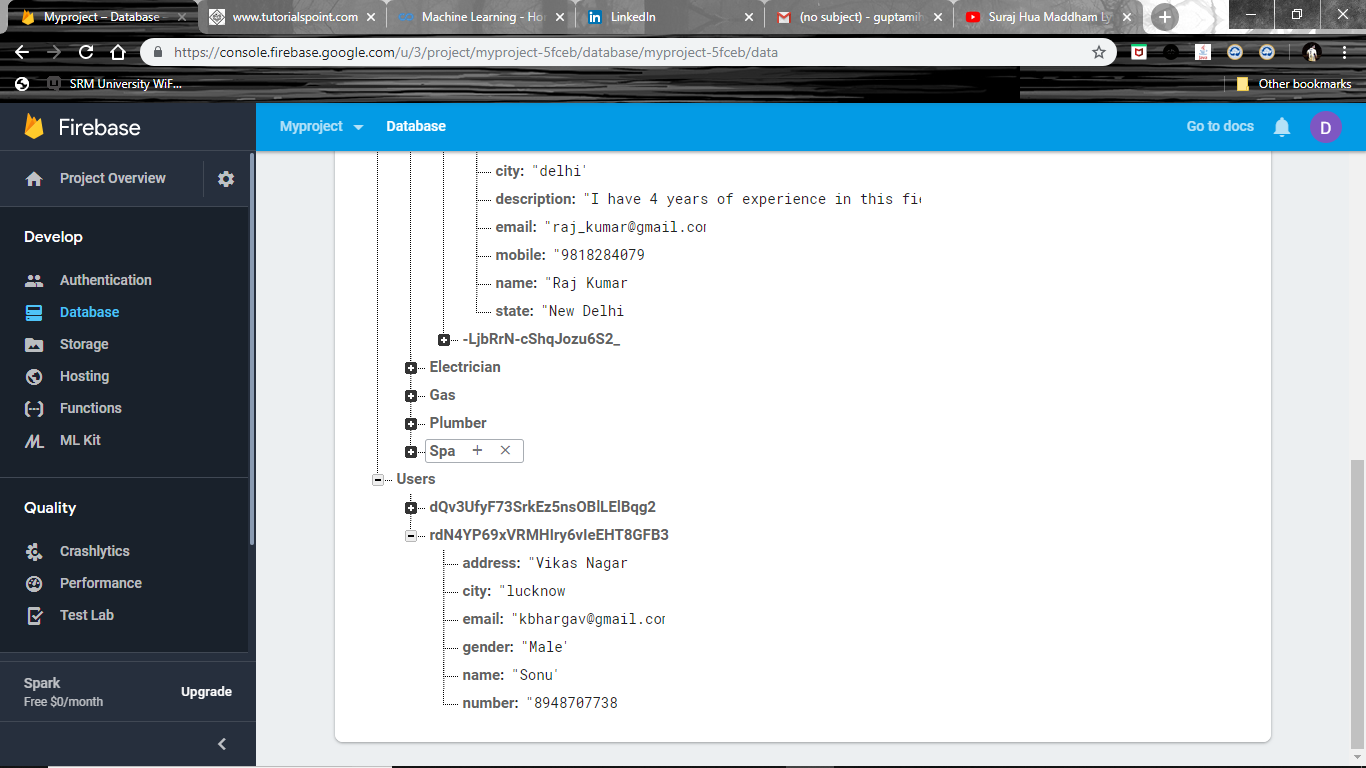 Myproject – Database
www.tutorialspoint.com
Machine Learning - Ho
LinkedIn
(no subject) - guptamih
Suraj Hua Maddham Ly
https://console.firebase.google.com/u/3/project/myproject-5fceb/database/myproject-5fceb/data
SRM University WiF...
Other bookmarks
Firebase
Myproject
Database
Go to docs
D
Project Overview
Develop
Authentication
Database
Storage
Hosting
Functions
ML Kit
Quality
Crashlytics
Performance
Test Lab
Spark
Free $0/month
Upgrade
city: "delhi"
description: "I have 4 years of experience in this fie
email: "raj_kumar@gmail.com
mobile: "9818284079
name: "Raj Kumar
state: "New Delhi
-LjbRrN-cShqJozu6S2_
Electrician
Gas
Plumber
Spa
Users
dQv3UfyF73SrkEz5nsOBlLElBqg2
rdN4YP69xVRMHIry6vIeEHT8GFB3
address: "Vikas Nagar
city: "lucknow
email: "kbhargav@gmail.com
gender: "Male"
name: "Sonu"
number: "8948707738